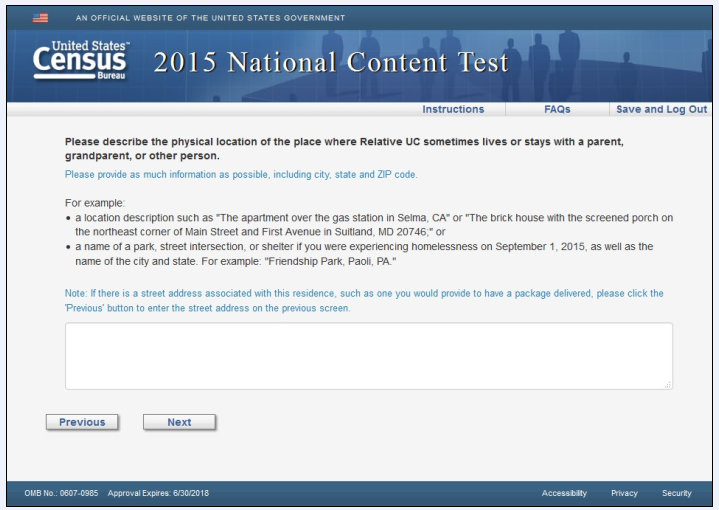 AN OFFICIAL WEBSITE OF THE UNITED STATES GOVERNMENT
United States™
Census
Bureau
2015 National Content Test
Instructions FAQs Save and Log Out
Please describe the physical location of the place where Relative UC sometimes lives or stays with a parent,
grandparent, or other person.
Please provide as much information as possible, including city, state and ZIP code.
For example:
• a location description such as "The apartment over the gas station in Selma, CA" or "The brick house with the screened porch on
the northeast corner of Main Street and First Avenue in Suitland, MD 20746;" or
• a name of a park, street intersection, or shelter if you were experiencing homelessness on September 1, 2015, as well as the
name of the city and state. For example: "Friendship Park, Paoli, PA."
Note: If there is a street address associated with this residence, such as one you would provide to have a package delivered, please click the
'Previous' button to enter the street address on the previous screen.
Previous Next
OMB No.: 0607-0985 Approval Expires: 6/30/2018 Accessibility Privacy Security